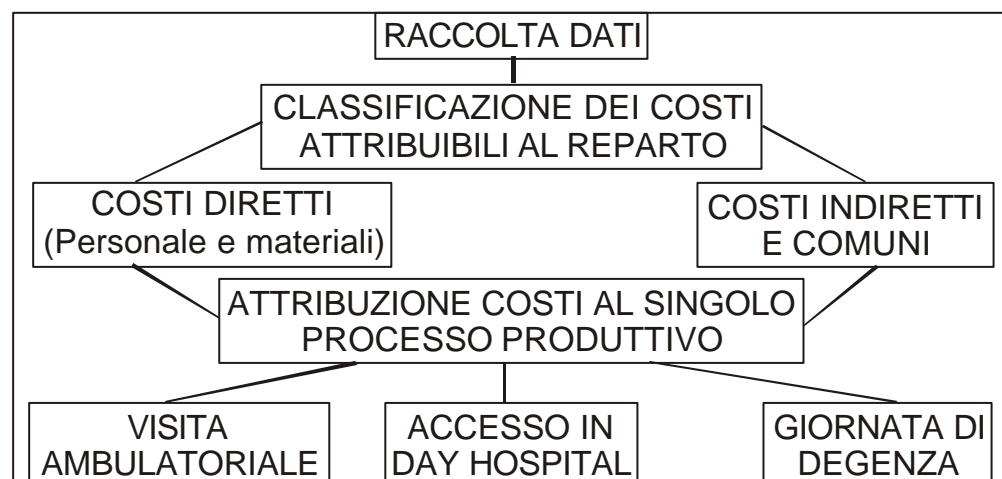 RACCOLTA DATI
CLASSIFICAZIONE DEI COSTI
ATTRIBUIBILI AL REPARTO
COSTI DIRETTI
(Personale e materiali)
COSTI INDIRETTI
E COMUNI
ATTRIBUZIONE COSTI AL SINGOLO
PROCESSO PRODUTTIVO
VISITA
AMBULATORIALE
ACCESSO IN
DAY HOSPITAL
GIORNATA DI
DEGENZA